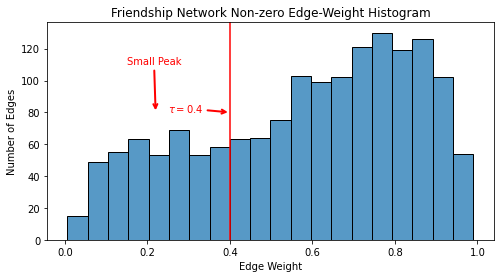 Friendship Network Non-zero Edge-Weight Histogram
Number of Edges
120
100
80
60
40
20
0
Small Peak
τ = 0.4
0.0 0.2 0.4 0.6 0.8 1.0
Edge Weight